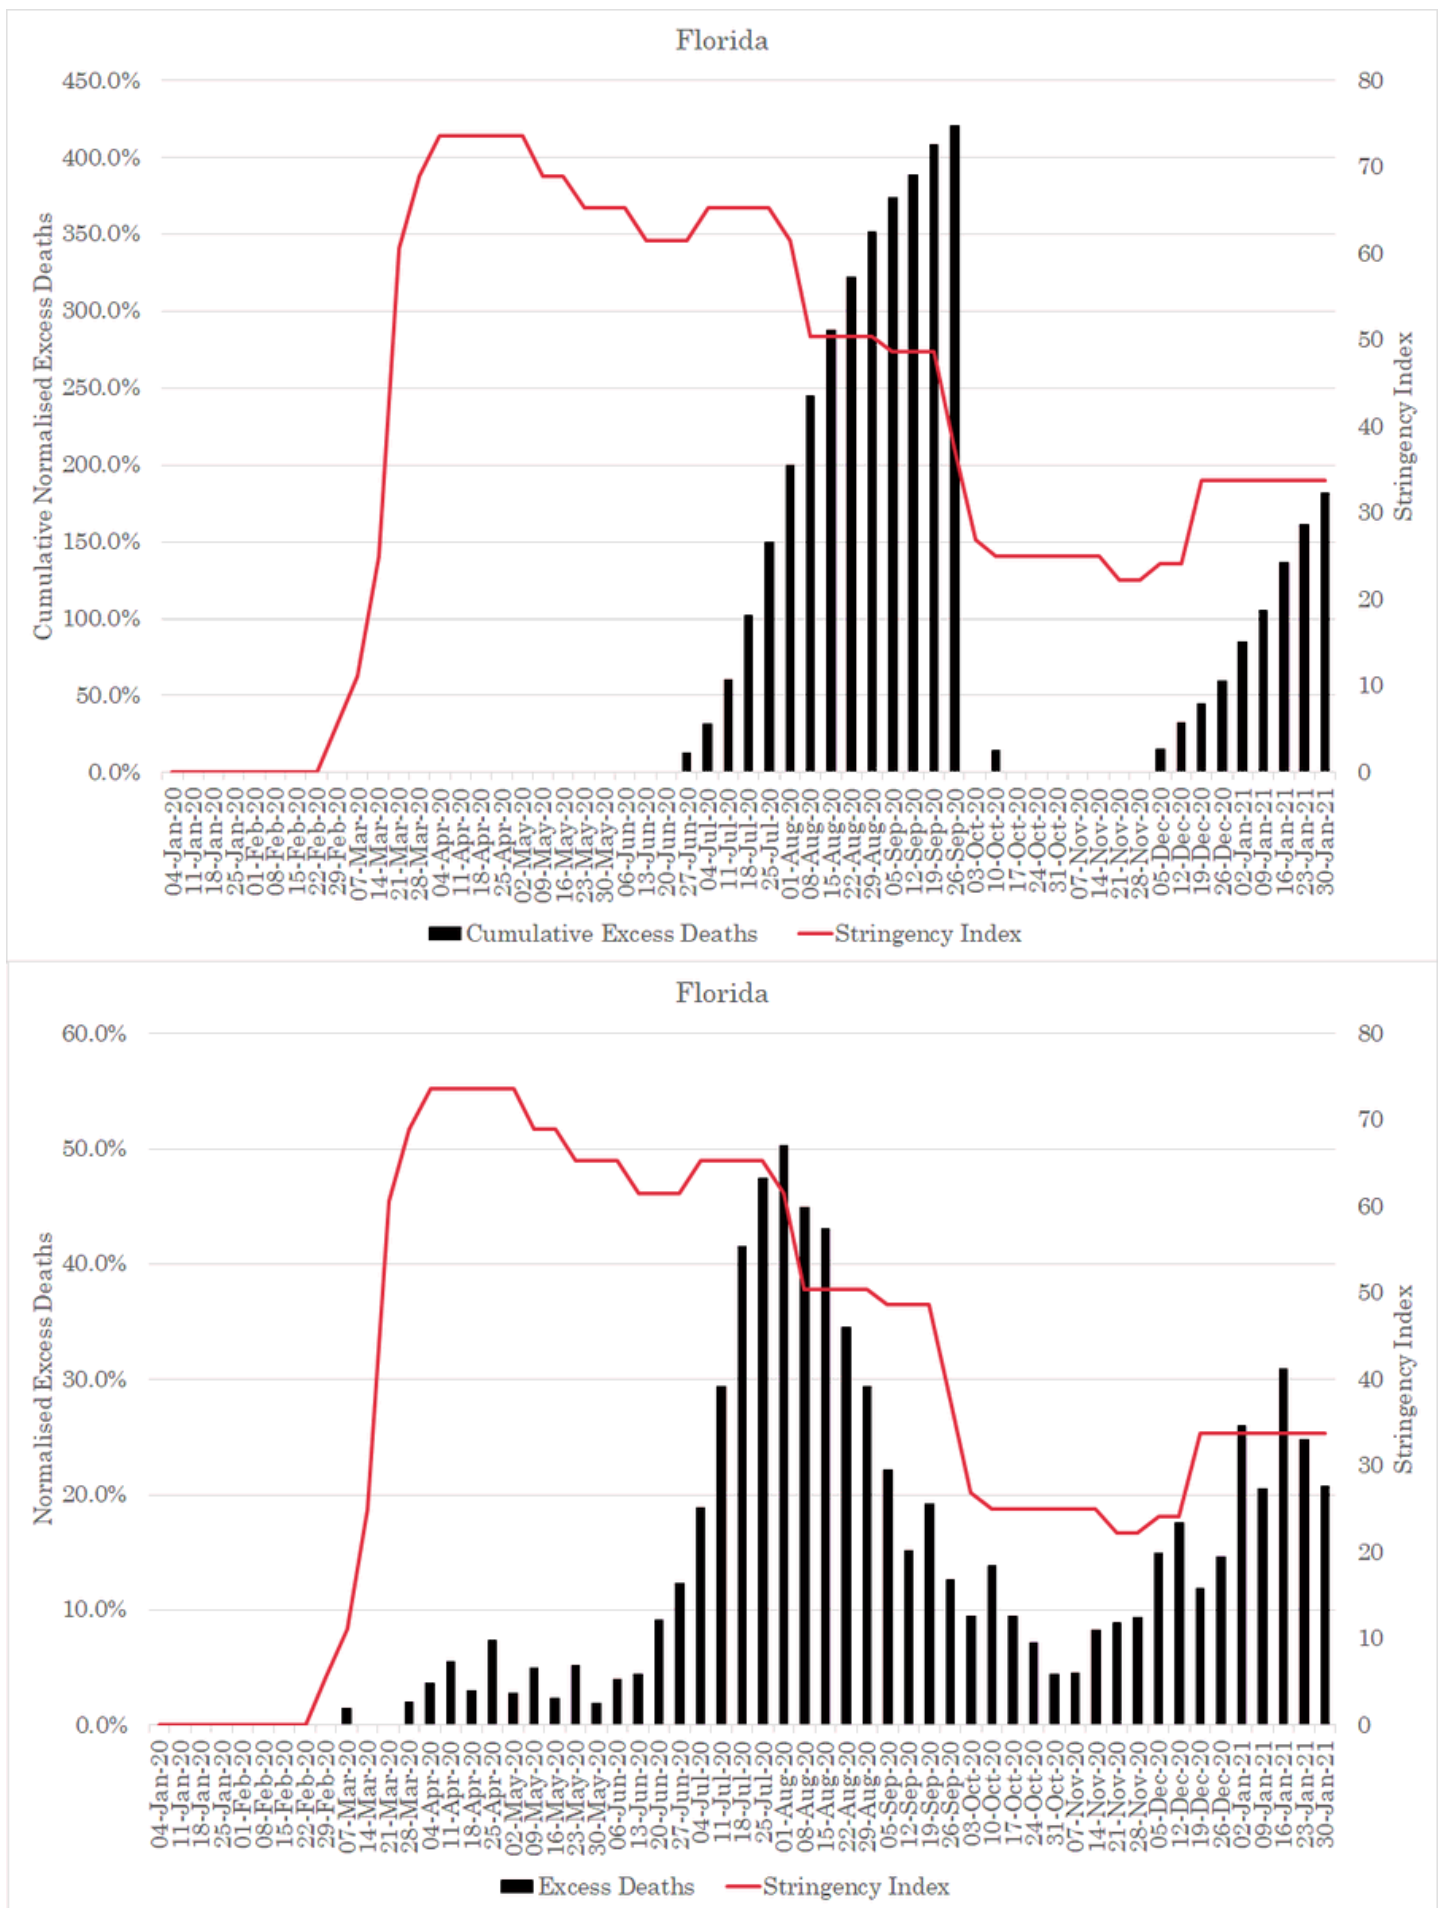 Florida
Cumulative Normalised Excess Deaths
450.0%
400.0%
350.0%
300.0%
250.0%
200.0%
150.0%
100.0%
50.0%
0.0%
80
70
60
50
40
30
20
10
0
Stringency Index
04-Jan-20
11-Jan-20
18-Jan-20
25-Jan-20
01-Feb-20
08-Feb-20
15-Feb-20
22-Feb-20
29-Feb-20
07-Mar-20
14-Mar-20
21-Mar-20
28-Mar-20
04-Apr-20
11-Apr-20
18-Apr-20
25-Apr-20
02-May-20
09-May-20
16-May-20
23-May-20
30-May-20
06-Jun-20
13-Jun-20
20-Jun-20
27-Jun-20
04-Jul-20
11-Jul-20
18-Jul-20
25-Jul-20
01-Aug-20
08-Aug-20
15-Aug-20
22-Aug-20
29-Aug-20
05-Sep-20
12-Sep-20
19-Sep-20
26-Sep-20
03-Oct-20
10-Oct-20
17-Oct-20
24-Oct-20
31-Oct-20
07-Nov-20
14-Nov-20
21-Nov-20
28-Nov-20
05-Dec-20
12-Dec-20
19-Dec-20
26-Dec-20
02-Jan-21
09-Jan-21
16-Jan-21
23-Jan-21
30-Jan-21
Cumulative Excess Deaths Stringency Index
Florida
Normalised Excess Deaths
60.0%
50.0%
40.0%
30.0%
20.0%
10.0%
0.0%
80
70
60
50
40
30
20
10
0
Stringency Index
04-Jan-20
11-Jan-20
18-Jan-20
25-Jan-20
01-Feb-20
08-Feb-20
15-Feb-20
22-Feb-20
29-Feb-20
07-Mar-20
14-Mar-20
21-Mar-20
28-Mar-20
04-Apr-20
11-Apr-20
18-Apr-20
25-Apr-20
02-May-20
09-May-20
16-May-20
23-May-20
30-May-20
06-Jun-20
13-Jun-20
20-Jun-20
27-Jun-20
04-Jul-20
11-Jul-20
18-Jul-20
25-Jul-20
01-Aug-20
08-Aug-20
15-Aug-20
22-Aug-20
29-Aug-20
05-Sep-20
12-Sep-20
19-Sep-20
26-Sep-20
03-Oct-20
10-Oct-20
17-Oct-20
24-Oct-20
31-Oct-20
07-Nov-20
14-Nov-20
21-Nov-20
28-Nov-20
05-Dec-20
12-Dec-20
19-Dec-20
26-Dec-20
02-Jan-21
09-Jan-21
16-Jan-21
23-Jan-21
30-Jan-21
Excess Deaths Stringency Index